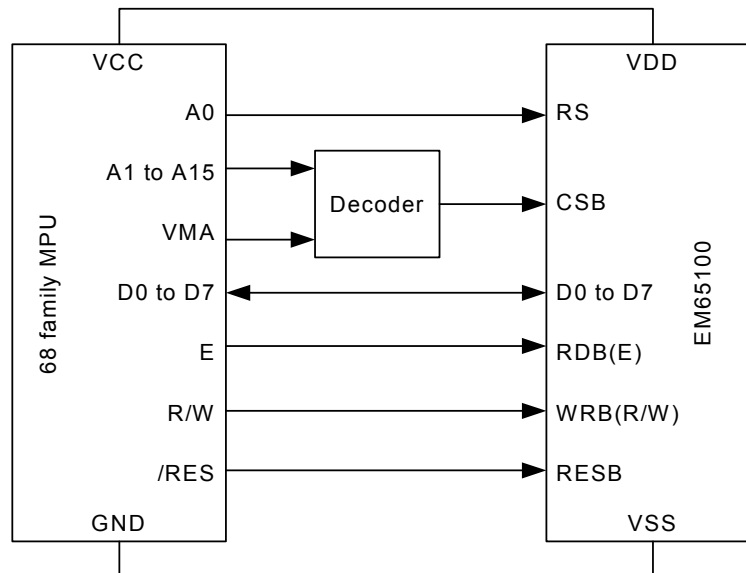 VCC
VDD
A0
RS
A1 to A15
Decoder
CSB
VMA
68 family MPU
EM65100
D0 to D7
D0 to D7
E
RDB(E)
R/W
WRB(R/W)
/RES
RESB
GND
VSS